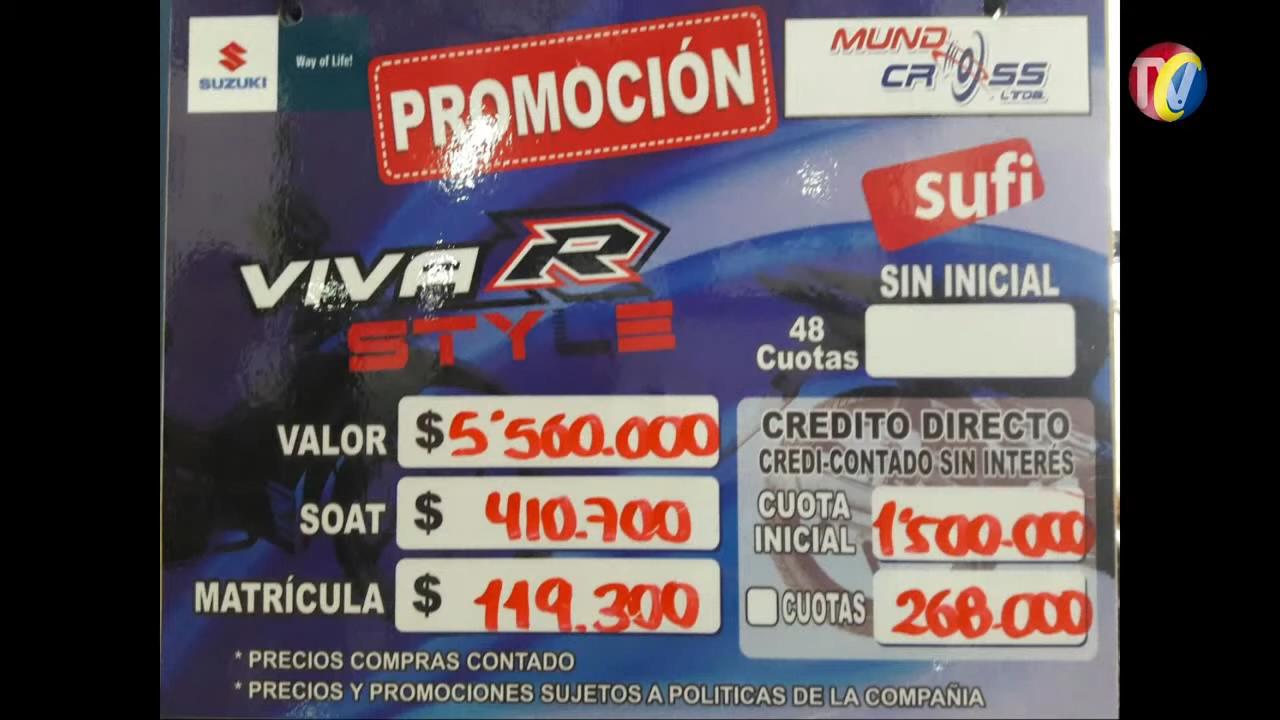 SUZUKI
Way of Life!
PROMOCIÓN
MUNDO
CROSS
LTDA.
TCV!
sufi
VIVA R
STYLE
SIN INICIAL
48
Cuotas
VALOR $ 5'560.000
SOAT $ 410.700
MATRÍCULA $ 119.300
CREDITO DIRECTO
CREDI-CONTADO SIN INTERÉS
CUOTA
INICIAL 1'500.000
CUOTAS 268.000
* PRECIOS COMPRAS CONTADO
* PRECIOS Y PROMOCIONES SUJETOS A POLITICAS DE LA COMPAÑIA